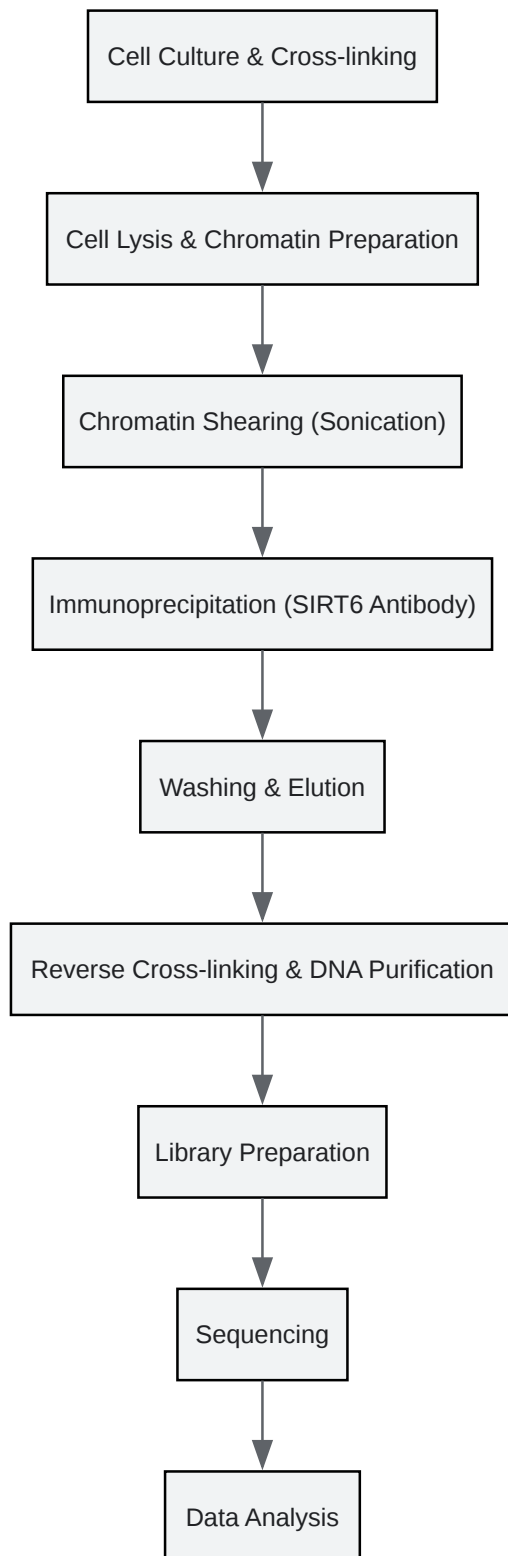 Cell Culture & Cross-linking
Cell Lysis & Chromatin Preparation
Chromatin Shearing (Sonication)
Immunoprecipitation (SIRT6 Antibody)
Washing & Elution
Reverse Cross-linking & DNA Purification
Library Preparation
Sequencing
Data Analysis